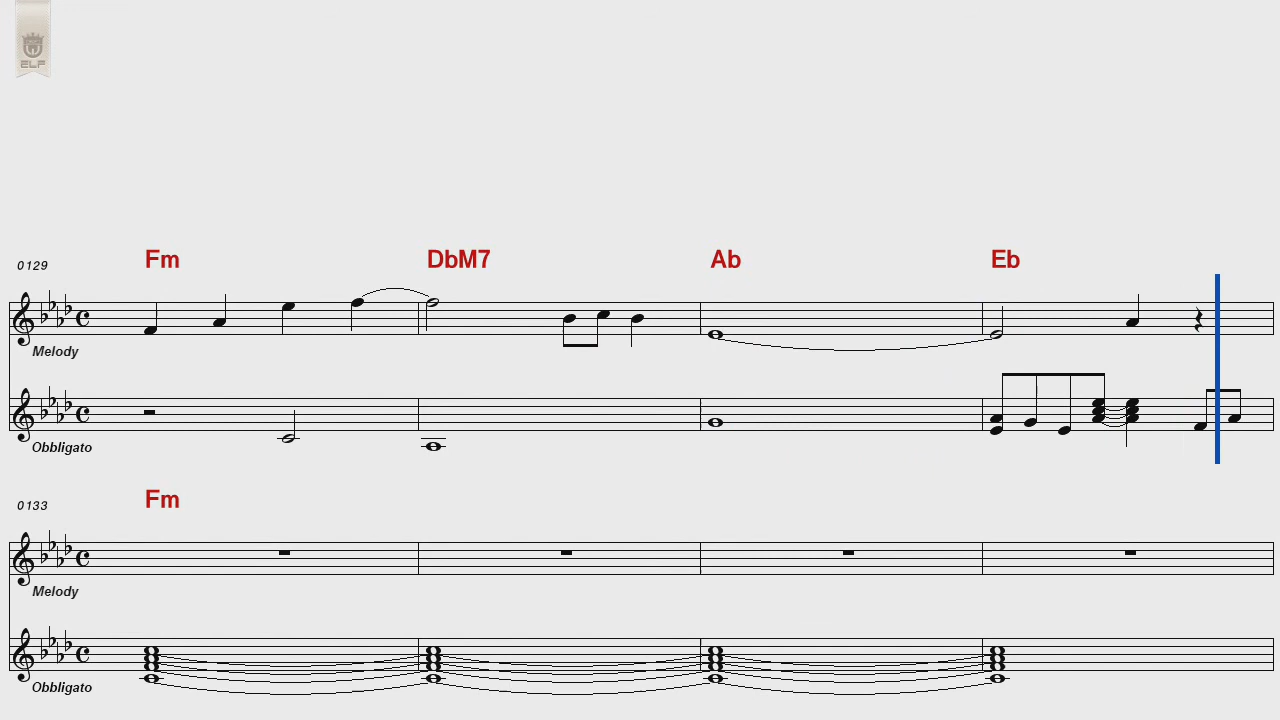 ELF
0129 Fm DbM7 Ab Eb
Melody
Obbligato
0133 Fm
Melody
Obbligato